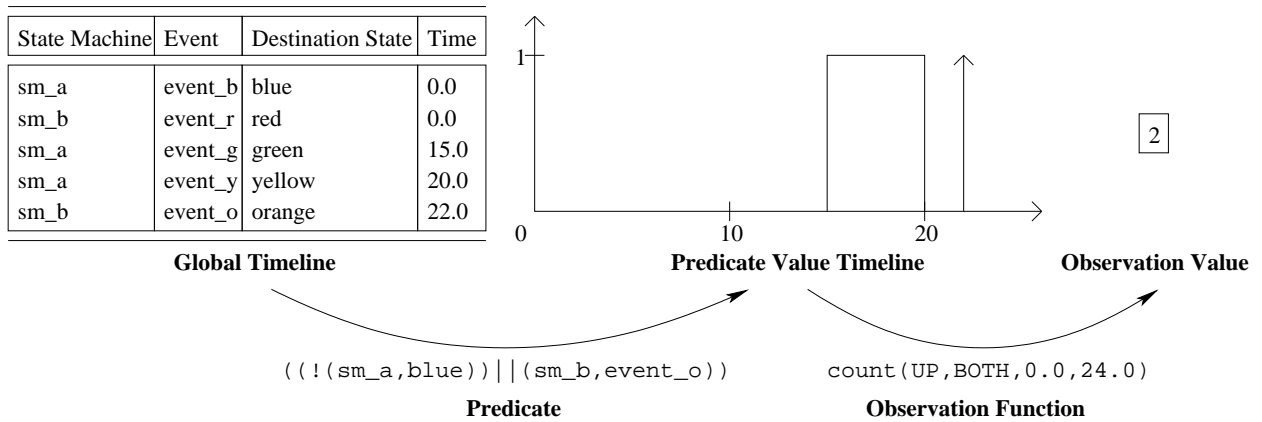 State Machine Event Destination State Time
sm_a event_b blue 0.0
sm_b event_r red 0.0
sm_a event_g green 15.0
sm_a event_y yellow 20.0
sm_b event_o orange 22.0
1
0 10 20
2
Global Timeline Predicate Value Timeline Observation Value
((!(sm_a,blue))||(sm_b,event_o)) count(UP,BOTH,0.0,24.0)
Predicate Observation Function